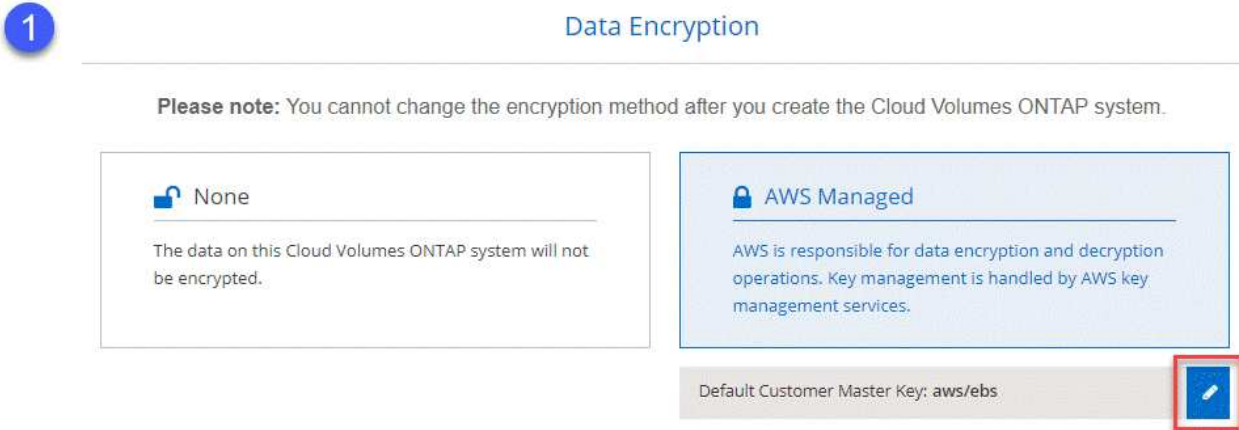 1
Data Encryption
Please note: You cannot change the encryption method after you create the Cloud Volumes ONTAP system.
None
The data on this Cloud Volumes ONTAP system will not
be encrypted.
AWS Managed
AWS is responsible for data encryption and decryption
operations. Key management is handled by AWS key
management services.
Default Customer Master Key: aws/ebs